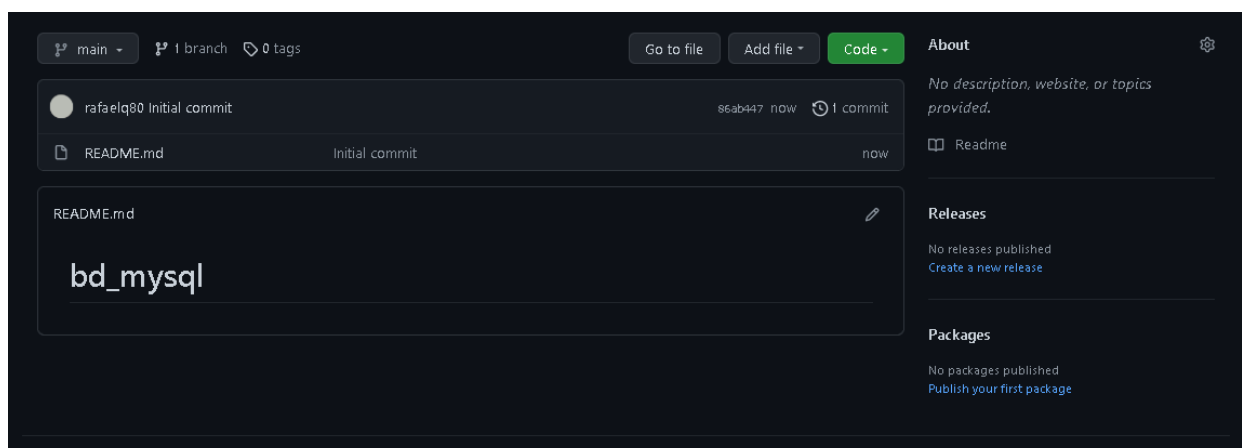 main 1 branch 0 tags Go to file Add file Code
rafaelq80 Initial commit 86ab447 now 1 commit
README.md Initial commit now
README.md
bd_mysql
About
No description, website, or topics
provided.
Readme
Releases
No releases published
Create a new release
Packages
No packages published
Publish your first package